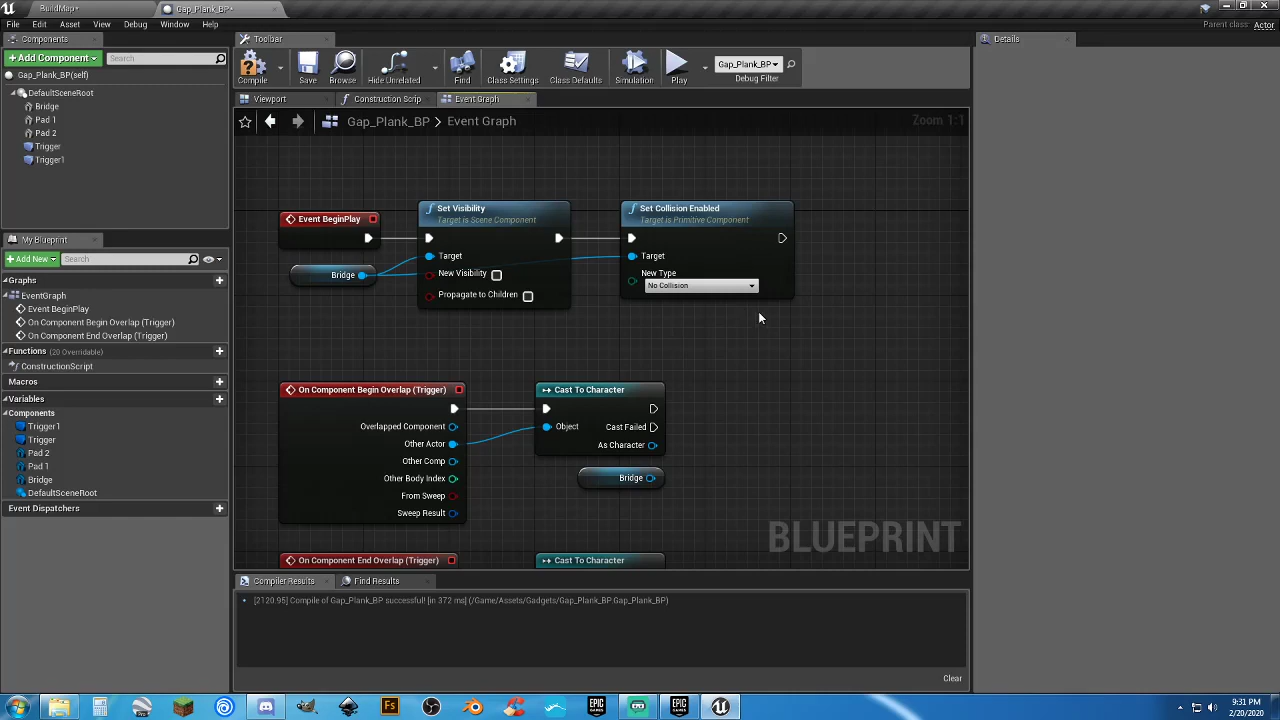 BuildMap*
Gap_Plank_BP*
File Edit Asset View Debug Window Help
Parent class: Actor
Components
Toolbar
Details
+Add Component
Search
Gap_Plank_BP(self)
DefaultSceneRoot
Bridge
Pad 1
Pad 2
Trigger
Trigger1
Compile
Save
Browse
Hide Unrelated
Find
Class Settings
Class Defaults
Simulation
Play
Gap_Plank_BP
Debug Filter
Viewport
Construction Scrip
Event Graph
Gap_Plank_BP > Event Graph
Zoom 1:1
My Blueprint
+Add New
Search
Graphs
EventGraph
Event BeginPlay
On Component Begin Overlap (Trigger)
On Component End Overlap (Trigger)
Functions (20 Overridable)
ConstructionScript
Macros
Variables
Components
Trigger1
Trigger
Pad 2
Pad 1
Bridge
DefaultSceneRoot
Event Dispatchers
Event BeginPlay
Bridge
Set Visibility
Target is Scene Component
Target
New Visibility
Propagate to Children
Set Collision Enabled
Target is Primitive Component
Target
New Type
No Collision
On Component Begin Overlap (Trigger)
Overlapped Component
Other Actor
Other Comp
Other Body Index
From Sweep
Sweep Result
Cast To Character
Object
Cast Failed
As Character
Bridge
On Component End Overlap (Trigger)
Cast To Character
BLUEPRINT
Compiler Results
Find Results
[2120.95] Compile of Gap_Plank_BP successful! [in 372 ms] (/Game/Assets/Gadgets/Gap_Plank_BP.Gap_Plank_BP)
Clear
Pro
Fs
EPIC GAMES
EPIC GAMES
9:31 PM
2/20/2020